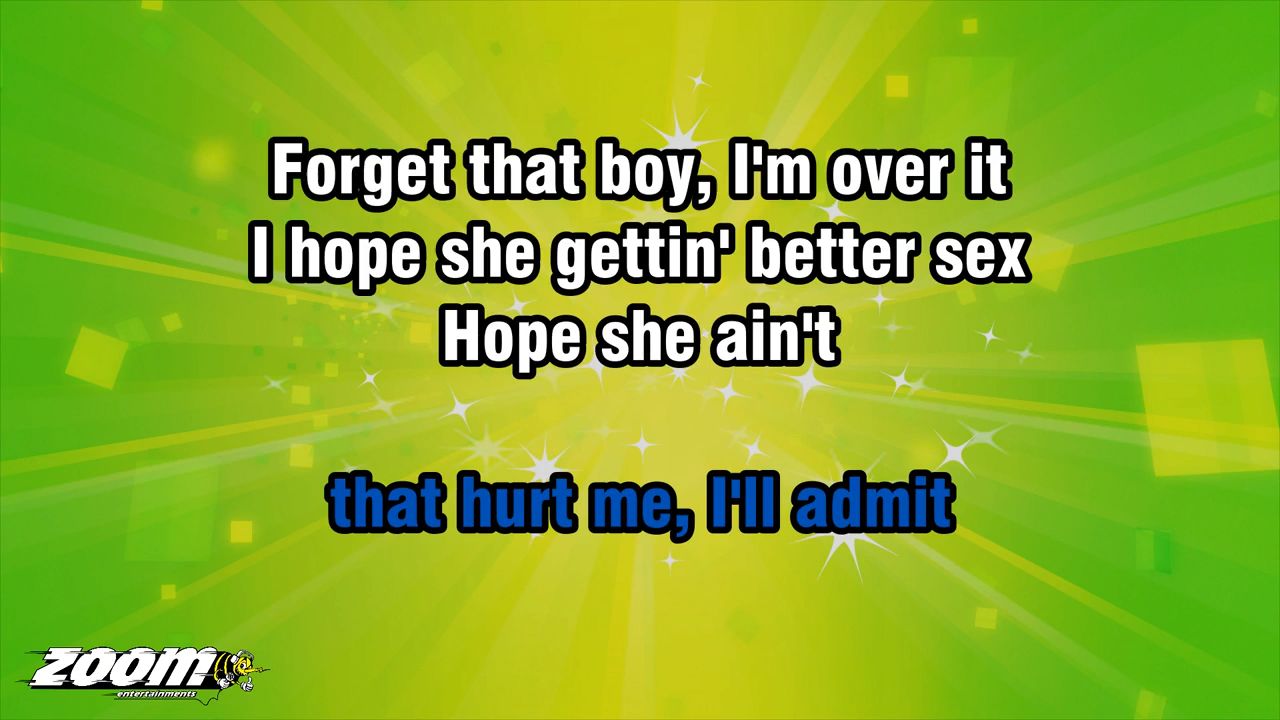 Forget that boy, I'm over it
I hope she gettin' better sex
Hope she ain't
that hurt me, I'll admit
ZOOM
entertainments